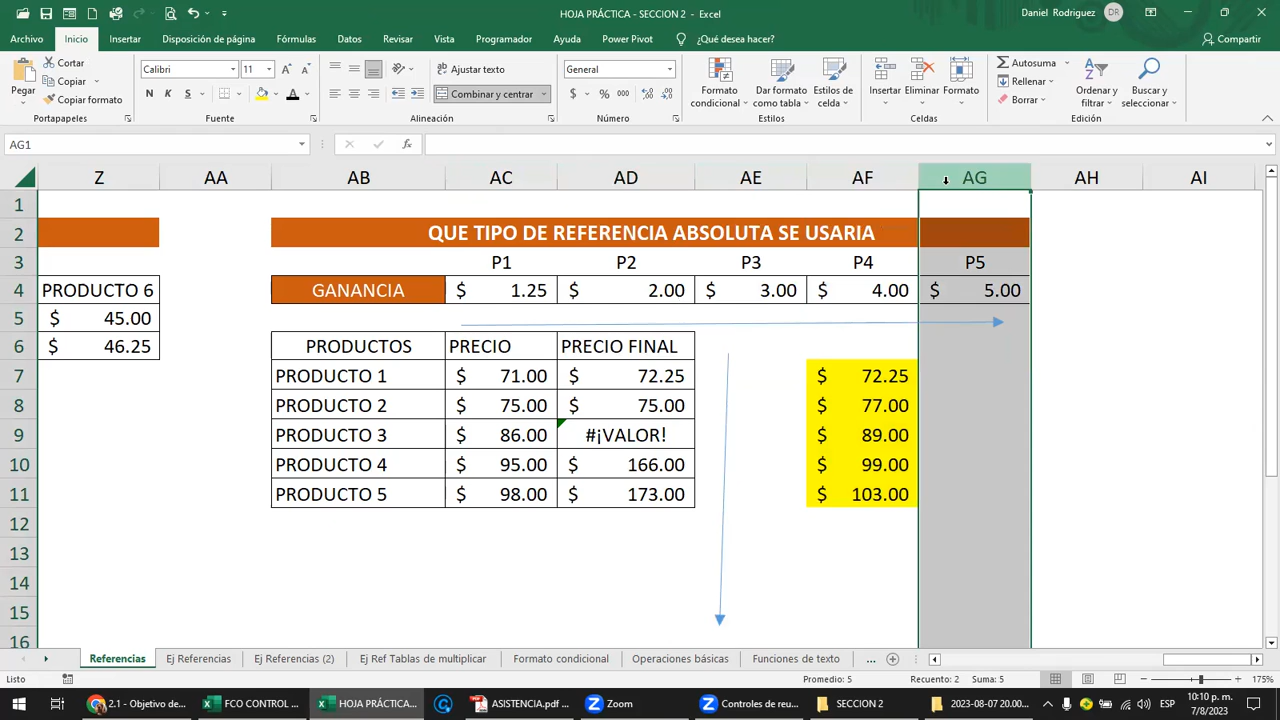 HOJA PRÁCTICA - SECCION 2 - Excel
Daniel Rodriguez DR
Archivo Inicio Insertar Disposición de página Fórmulas Datos Revisar Vista Programador Ayuda Power Pivot ¿Qué desea hacer? Compartir
Pegar
Cortar
Copiar
Copiar formato
Portapapeles
Calibri 11
N K S A
Fuente
Ajustar texto
Combinar y centrar
Alineación
General
$ % 000
Número
Formato condicional
Dar formato como tabla
Estilos de celda
Estilos
Insertar Eliminar Formato
Celdas
Autosuma
Rellenar
Borrar
Ordenar y filtrar
Buscar y seleccionar
Edición
AG1 fx
Z AA AB AC AD AE AF AG AH AI
1
2 QUE TIPO DE REFERENCIA ABSOLUTA SE USARIA
3 P1 P2 P3 P4 P5
4 PRODUCTO 6 GANANCIA $ 1.25 $ 2.00 $ 3.00 $ 4.00 $ 5.00
5 $ 45.00
6 $ 46.25 PRODUCTOS PRECIO PRECIO FINAL
7 PRODUCTO 1 $ 71.00 $ 72.25 $ 72.25
8 PRODUCTO 2 $ 75.00 $ 75.00 $ 77.00
9 PRODUCTO 3 $ 86.00 #¡VALOR! $ 89.00
10 PRODUCTO 4 $ 95.00 $ 166.00 $ 99.00
11 PRODUCTO 5 $ 98.00 $ 173.00 $ 103.00
12
13
14
15
16
Referencias Ej Referencias Ej Referencias (2) Ej Ref Tablas de multiplicar Formato condicional Operaciones básicas Funciones de texto ...
Listo Promedio: 5 Recuento: 2 Suma: 5 175%
2.1 - Objetivo de... FCO CONTROL ... HOJA PRÁCTICA... ASISTENCIA.pdf ... Zoom Controles de reu... SECCION 2 2023-08-07 20.00... ESP 10:10 p. m.
7/8/2023